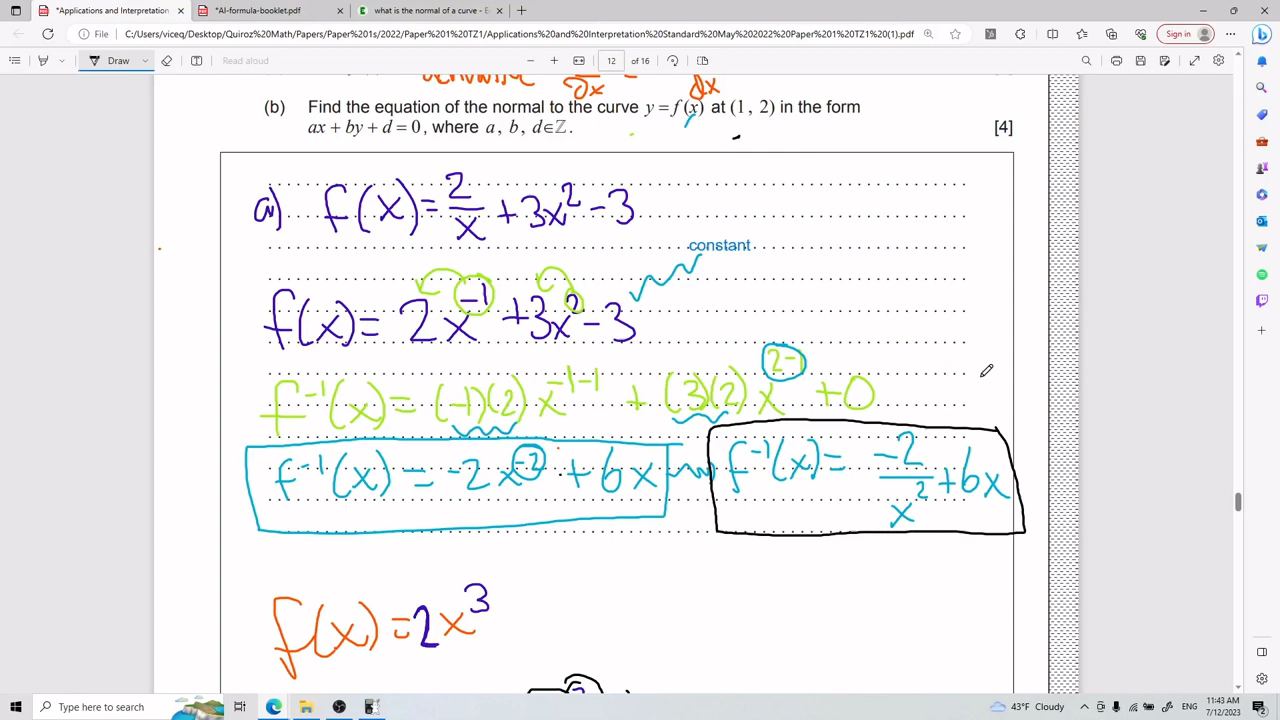 *Applications and Interpretation
*AI-formula-booklet.pdf
what is the normal of a curve - B
File
C:/Users/viceq/Desktop/Quiroz%20Math/Papers/Paper%201s/2022/Paper%201%20TZ1/Applications%20and%20Interpretation%20Standard%20May%202022%20Paper%201%20TZ1%20(1).pdf
Sign in
Draw
Read aloud
12 of 16
derivative
dx
(b) Find the equation of the normal to the curve y = f(x) at (1, 2) in the form
ax + by + d = 0, where a, b, d∈ℤ. [4]
a) f(x) = 2/x + 3x² - 3
constant
f(x) = 2x⁻¹ + 3x² - 3
f⁻¹(x) = (-1)(2)x⁻¹⁻¹ + (3)(2)x²⁻¹ + 0
f⁻¹(x) = -2x⁻² + 6x
f⁻¹(x) = -2/x² + 6x
f(x) = 2x³
Type here to search
43°F Cloudy
ENG
11:43 AM
7/12/2023